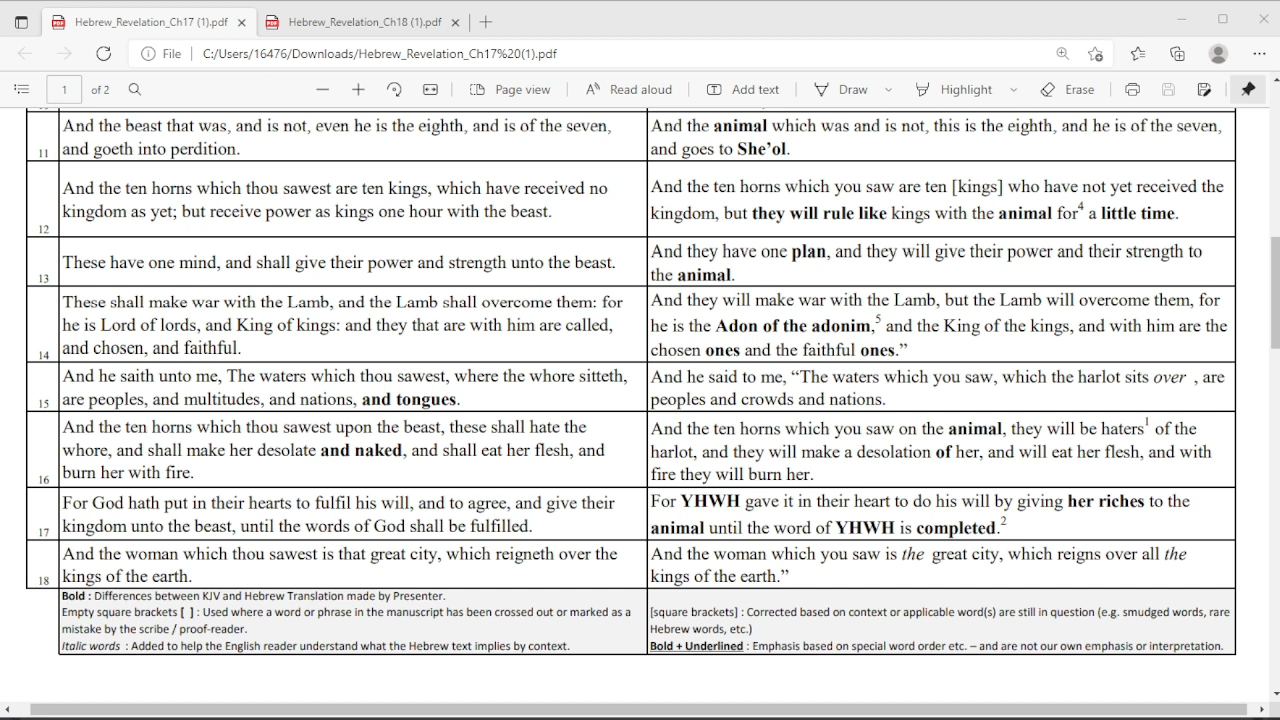 Hebrew_Revelation_Ch17 (1).pdf
Hebrew_Revelation_Ch18 (1).pdf
File
C:/Users/16476/Downloads/Hebrew_Revelation_Ch17%20(1).pdf
1 of 2
Page view
Read aloud
Add text
Draw
Highlight
Erase
11
And the beast that was, and is not, even he is the eighth, and is of the seven,
and goeth into perdition.
And the animal which was and is not, this is the eighth, and he is of the seven,
and goes to She’ol.
12
And the ten horns which thou sawest are ten kings, which have received no
kingdom as yet; but receive power as kings one hour with the beast.
And the ten horns which you saw are ten [kings] who have not yet received the
kingdom, but they will rule like kings with the animal for4 a little time.
13
These have one mind, and shall give their power and strength unto the beast.
And they have one plan, and they will give their power and their strength to
the animal.
14
These shall make war with the Lamb, and the Lamb shall overcome them: for
he is Lord of lords, and King of kings: and they that are with him are called,
and chosen, and faithful.
And they will make war with the Lamb, but the Lamb will overcome them, for
he is the Adon of the adonim,5 and the King of the kings, and with him are the
chosen ones and the faithful ones.”
15
And he saith unto me, The waters which thou sawest, where the whore sitteth,
are peoples, and multitudes, and nations, and tongues.
And he said to me, “The waters which you saw, which the harlot sits over , are
peoples and crowds and nations.
16
And the ten horns which thou sawest upon the beast, these shall hate the
whore, and shall make her desolate and naked, and shall eat her flesh, and
burn her with fire.
And the ten horns which you saw on the animal, they will be haters1 of the
harlot, and they will make a desolation of her, and will eat her flesh, and with
fire they will burn her.
17
For God hath put in their hearts to fulfil his will, and to agree, and give their
kingdom unto the beast, until the words of God shall be fulfilled.
For YHWH gave it in their heart to do his will by giving her riches to the
animal until the word of YHWH is completed.2
18
And the woman which thou sawest is that great city, which reigneth over the
kings of the earth.
And the woman which you saw is the great city, which reigns over all the
kings of the earth.”
Bold : Differences between KJV and Hebrew Translation made by Presenter.
Empty square brackets [ ] : Used where a word or phrase in the manuscript has been crossed out or marked as a
mistake by the scribe / proof-reader.
Italic words : Added to help the English reader understand what the Hebrew text implies by context.
[square brackets] : Corrected based on context or applicable word(s) are still in question (e.g. smudged words, rare
Hebrew words, etc.)
Bold + Underlined : Emphasis based on special word order etc. – and are not our own emphasis or interpretation.